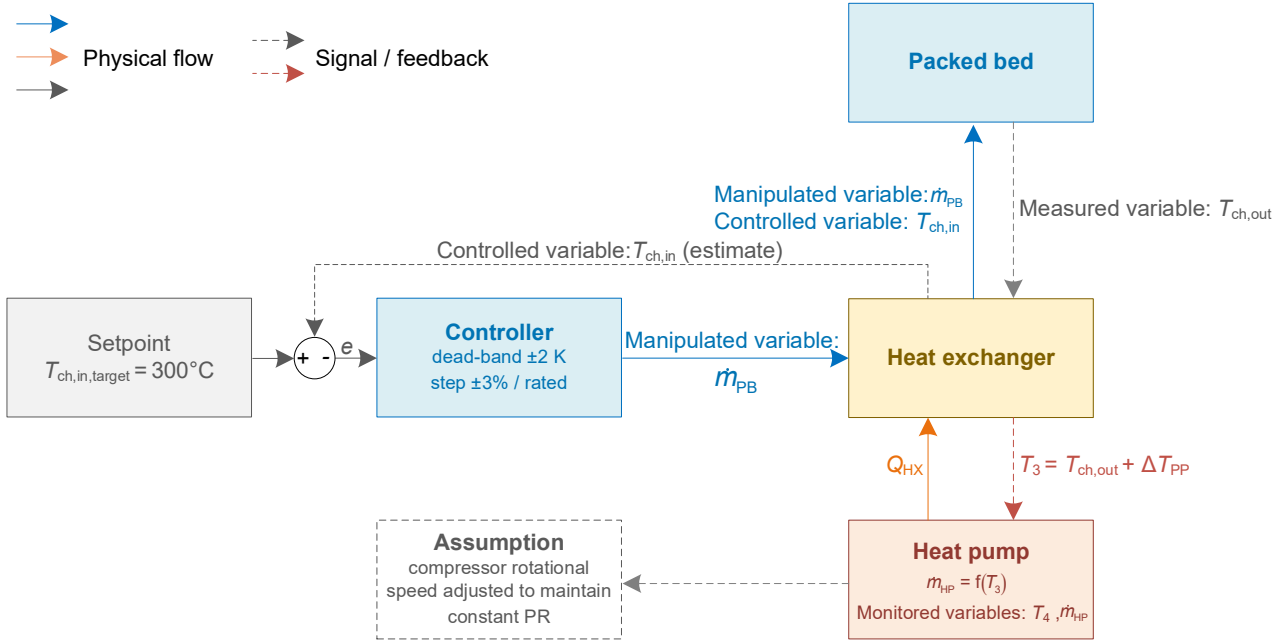 Physical flow
Signal / feedback
Packed bed
Manipulated variable: ṁPB
Controlled variable: Tch,in
Measured variable: Tch,out
Controlled variable: Tch,in (estimate)
Setpoint
Tch,in,target = 300°C
+ -
e
Controller
dead-band ±2 K
step ±3% / rated
Manipulated variable:
ṁPB
Heat exchanger
QHX
T3 = Tch,out + ΔTPP
Assumption
compressor rotational
speed adjusted to maintain
constant PR
Heat pump
ṁHP = f(T3)
Monitored variables: T4 ,ṁHP